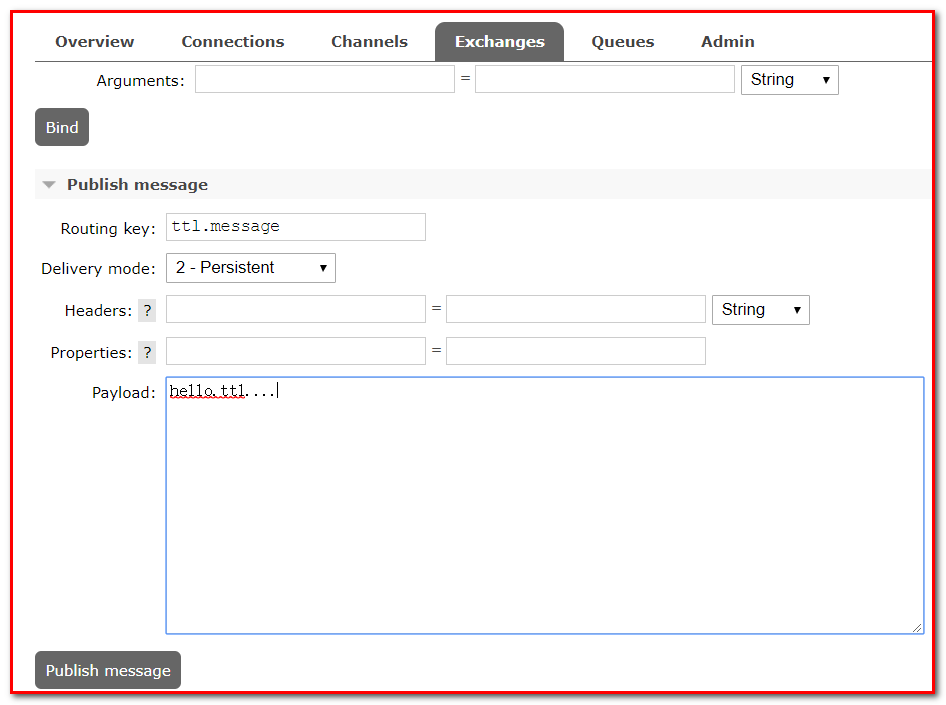 Overview Connections Channels Exchanges Queues Admin
Arguments: = String ▼
Bind
▼ Publish message
Routing key: ttl.message
Delivery mode: 2 - Persistent ▼
Headers: ? = String ▼
Properties: ? =
Payload: hello.ttl....
Publish message